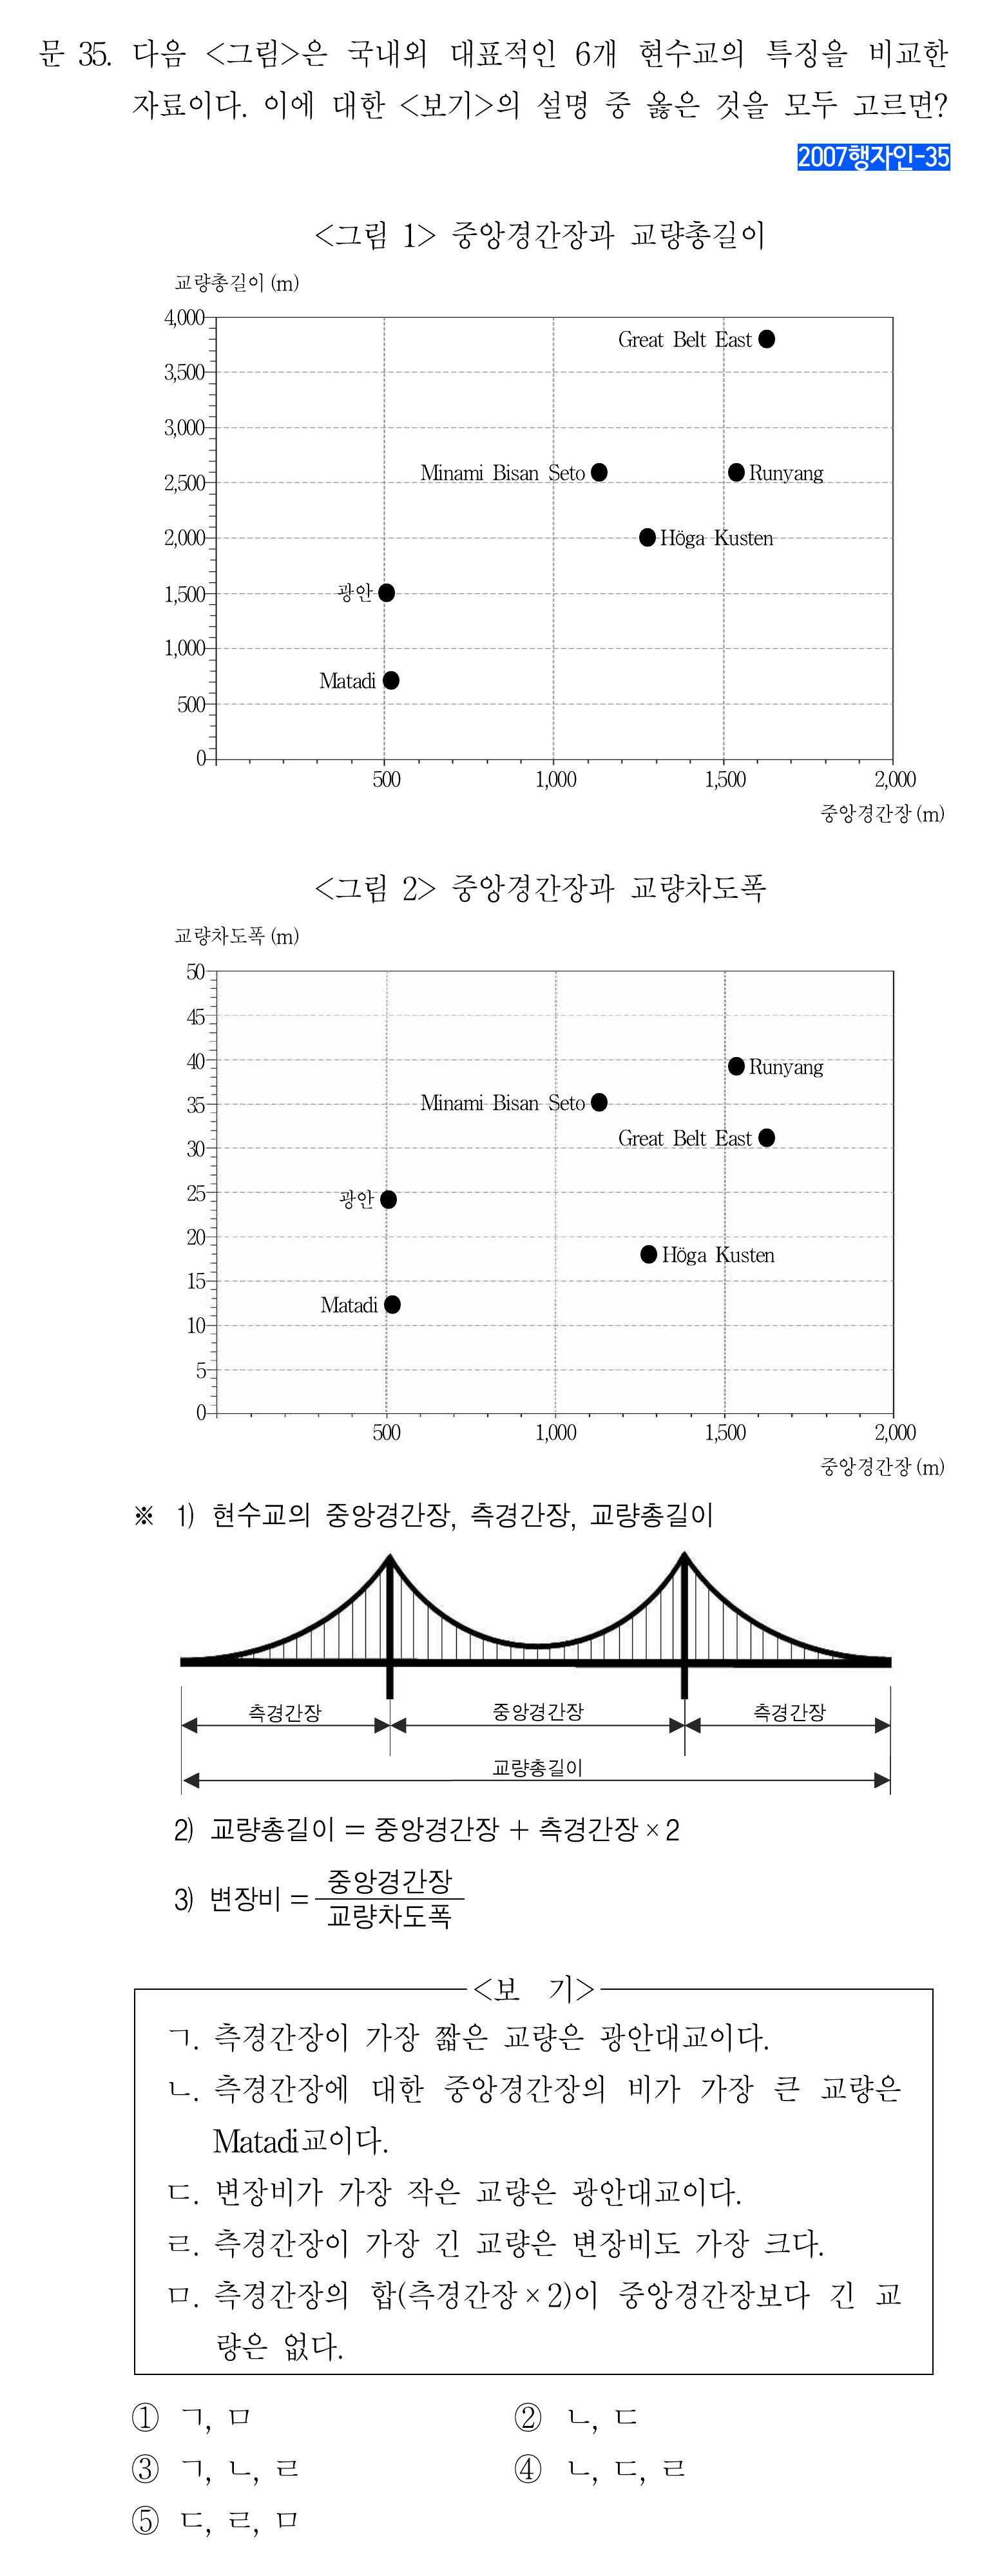 문 35. 다음 <그림>은 국내외 대표적인 6개 현수교의 특징을 비교한
자료이다. 이에 대한 <보기>의 설명 중 옳은 것을 모두 고르면?
2007행자인-35
<그림 1> 중앙경간장과 교량총길이
교량총길이 (m)
4,000
Great Belt East
3,500
3,000
Minami Bisan Seto
Runyang
2,500
2,000
Höga Kusten
1,500
광안
1,000
Matadi
500
0
500 1,000 1,500 2,000
중앙경간장 (m)
<그림 2> 중앙경간장과 교량차도폭
교량차도폭 (m)
50
45
40
Runyang
35
Minami Bisan Seto
Great Belt East
30
25
광안
20
Höga Kusten
15
Matadi
10
5
0
500 1,000 1,500 2,000
중앙경간장 (m)
※ 1) 현수교의 중앙경간장, 측경간장, 교량총길이
측경간장 중앙경간장 측경간장
교량총길이
2) 교량총길이 = 중앙경간장 + 측경간장 × 2
3) 변장비 = 중앙경간장
교량차도폭
<보 기>
ㄱ. 측경간장이 가장 짧은 교량은 광안대교이다.
ㄴ. 측경간장에 대한 중앙경간장의 비가 가장 큰 교량은
Matadi교이다.
ㄷ. 변장비가 가장 작은 교량은 광안대교이다.
ㄹ. 측경간장이 가장 긴 교량은 변장비도 가장 크다.
ㅁ. 측경간장의 합(측경간장 × 2)이 중앙경간장보다 긴 교
량은 없다.
① ㄱ, ㅁ ② ㄴ, ㄷ
③ ㄱ, ㄴ, ㄹ ④ ㄴ, ㄷ, ㄹ
⑤ ㄷ, ㄹ, ㅁ